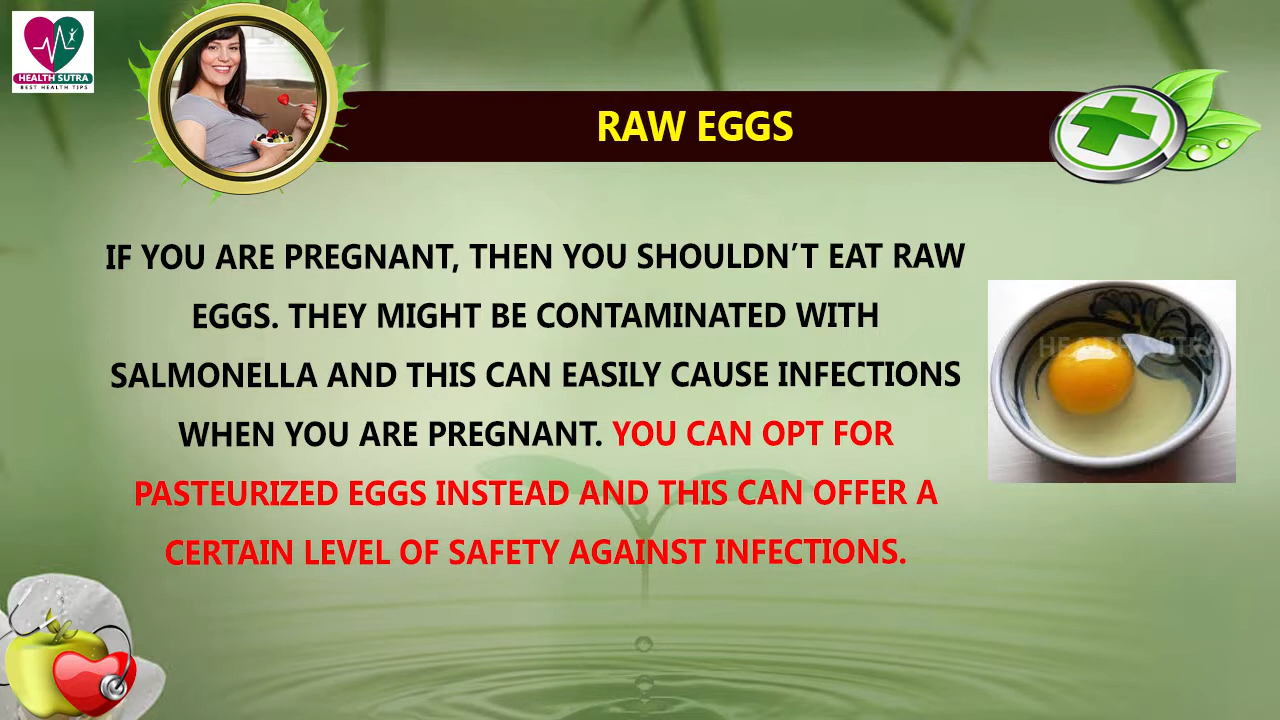 HEALTH SUTRA
BEST HEALTH TIPS
RAW EGGS
IF YOU ARE PREGNANT, THEN YOU SHOULDN’T EAT RAW
EGGS. THEY MIGHT BE CONTAMINATED WITH
SALMONELLA AND THIS CAN EASILY CAUSE INFECTIONS
WHEN YOU ARE PREGNANT. YOU CAN OPT FOR
PASTEURIZED EGGS INSTEAD AND THIS CAN OFFER A
CERTAIN LEVEL OF SAFETY AGAINST INFECTIONS.
HEALTH SUTRA